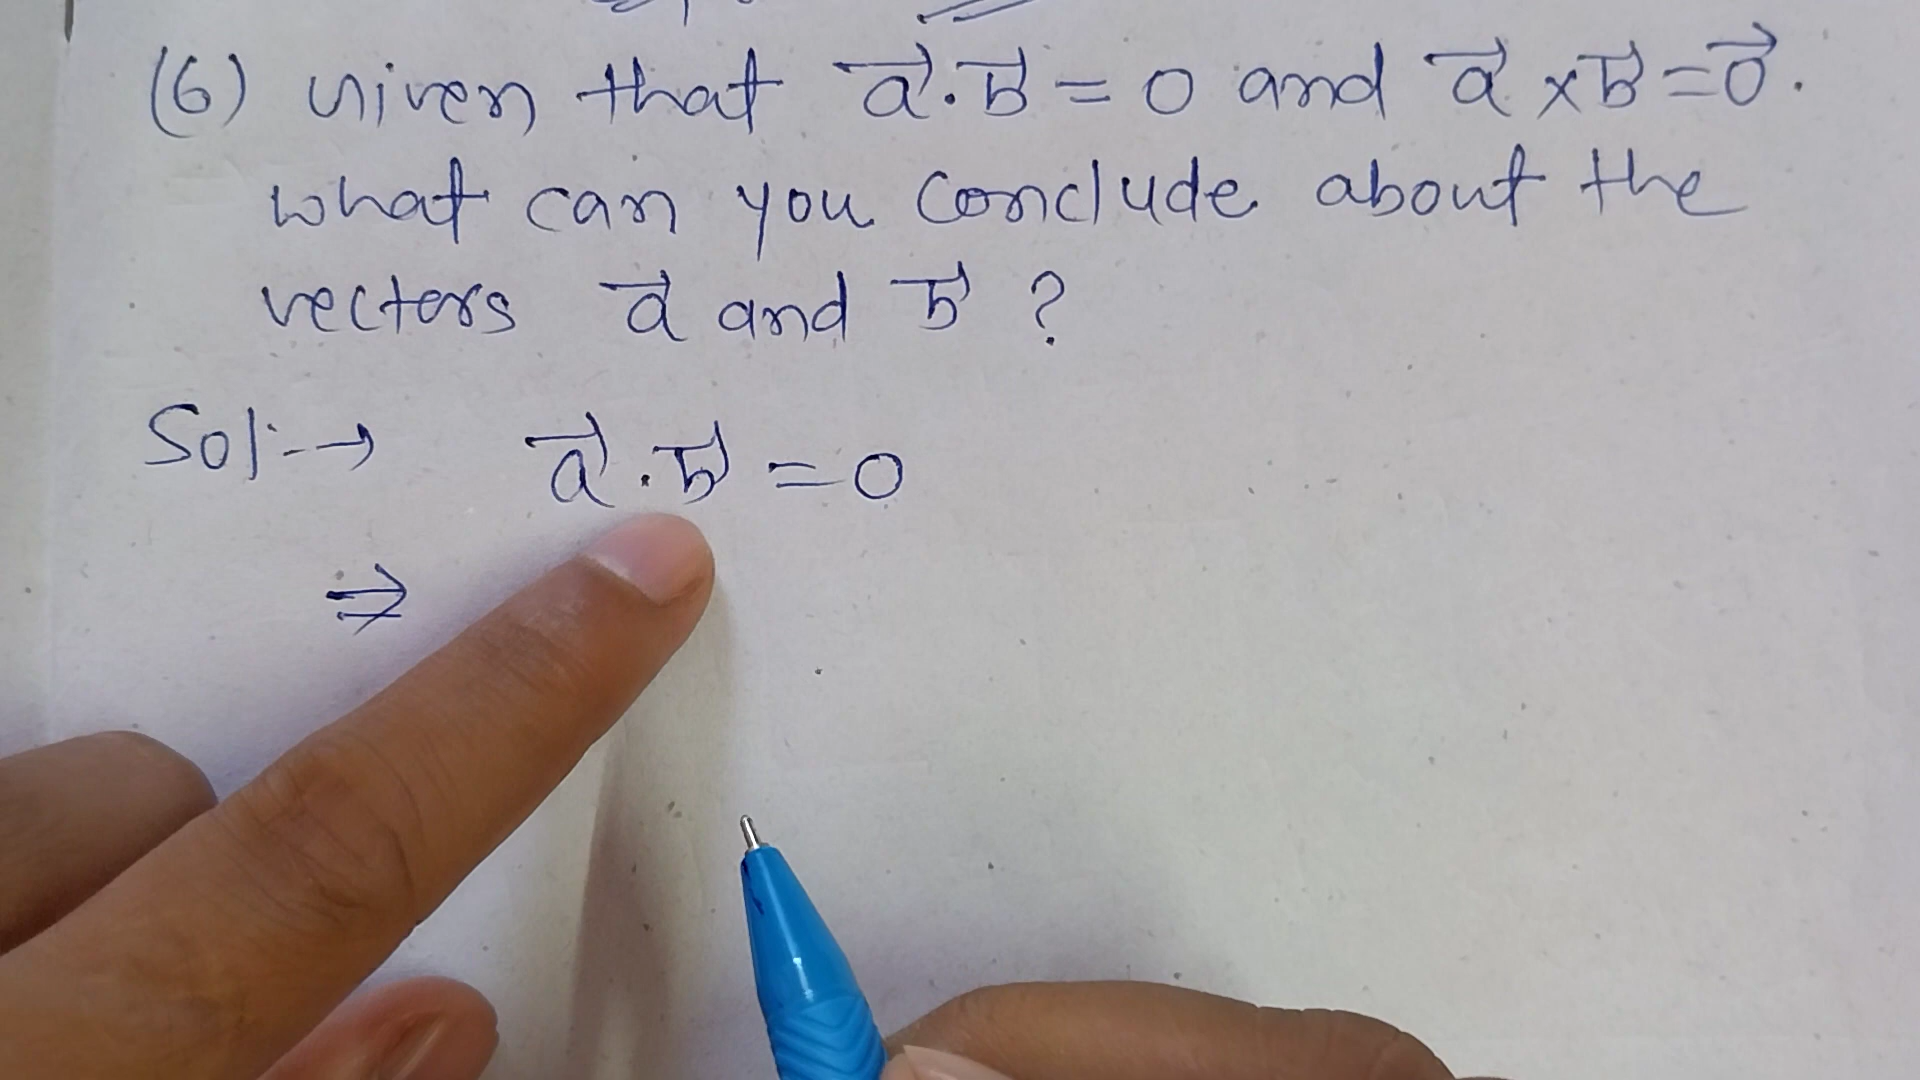 (6) Given that a⃗.b⃗ = 0 and a⃗ × b⃗ = 0⃗.
what can you conclude about the
vectors a⃗ and b⃗ ?
Sol:→ a⃗.b⃗ = 0
⇒